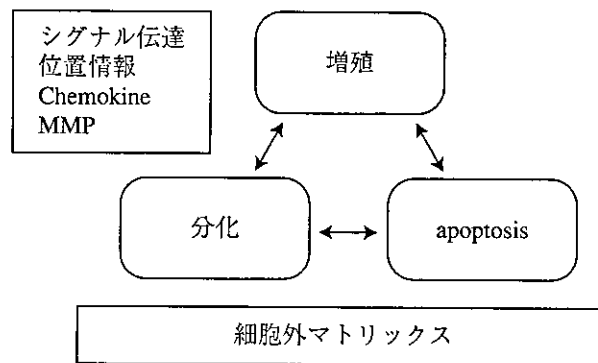 シグナル伝達
位置情報
Chemokine
MMP
増殖
分化
apoptosis
細胞外マトリックス